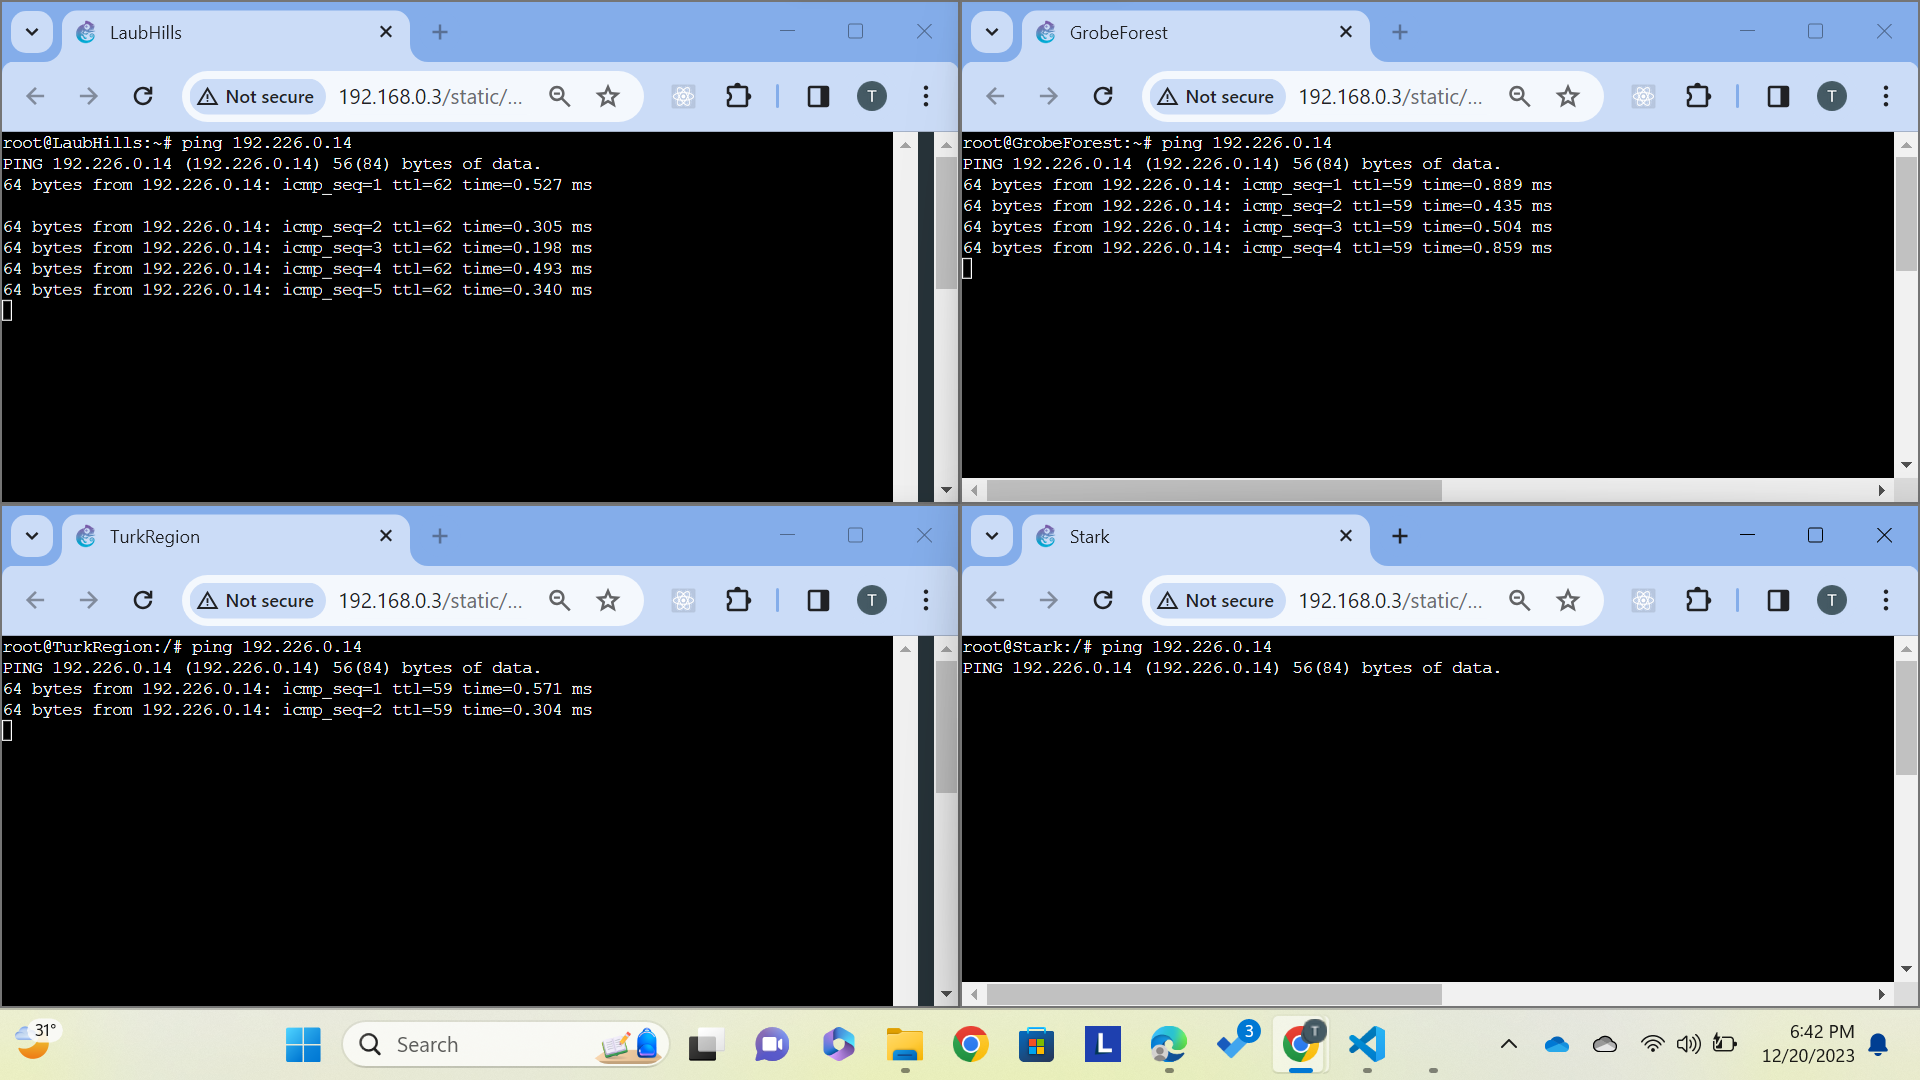 LaubHills
Not secure
192.168.0.3/static/...
T
root@LaubHills:~# ping 192.226.0.14
PING 192.226.0.14 (192.226.0.14) 56(84) bytes of data.
64 bytes from 192.226.0.14: icmp_seq=1 ttl=62 time=0.527 ms
64 bytes from 192.226.0.14: icmp_seq=2 ttl=62 time=0.305 ms
64 bytes from 192.226.0.14: icmp_seq=3 ttl=62 time=0.198 ms
64 bytes from 192.226.0.14: icmp_seq=4 ttl=62 time=0.493 ms
64 bytes from 192.226.0.14: icmp_seq=5 ttl=62 time=0.340 ms
GrobeForest
Not secure
192.168.0.3/static/...
T
root@GrobeForest:~# ping 192.226.0.14
PING 192.226.0.14 (192.226.0.14) 56(84) bytes of data.
64 bytes from 192.226.0.14: icmp_seq=1 ttl=59 time=0.889 ms
64 bytes from 192.226.0.14: icmp_seq=2 ttl=59 time=0.435 ms
64 bytes from 192.226.0.14: icmp_seq=3 ttl=59 time=0.504 ms
64 bytes from 192.226.0.14: icmp_seq=4 ttl=59 time=0.859 ms
TurkRegion
Not secure
192.168.0.3/static/...
T
root@TurkRegion:/# ping 192.226.0.14
PING 192.226.0.14 (192.226.0.14) 56(84) bytes of data.
64 bytes from 192.226.0.14: icmp_seq=1 ttl=59 time=0.571 ms
64 bytes from 192.226.0.14: icmp_seq=2 ttl=59 time=0.304 ms
Stark
Not secure
192.168.0.3/static/...
T
root@Stark:/# ping 192.226.0.14
PING 192.226.0.14 (192.226.0.14) 56(84) bytes of data.
31°
Search
L
3
T
6:42 PM
12/20/2023